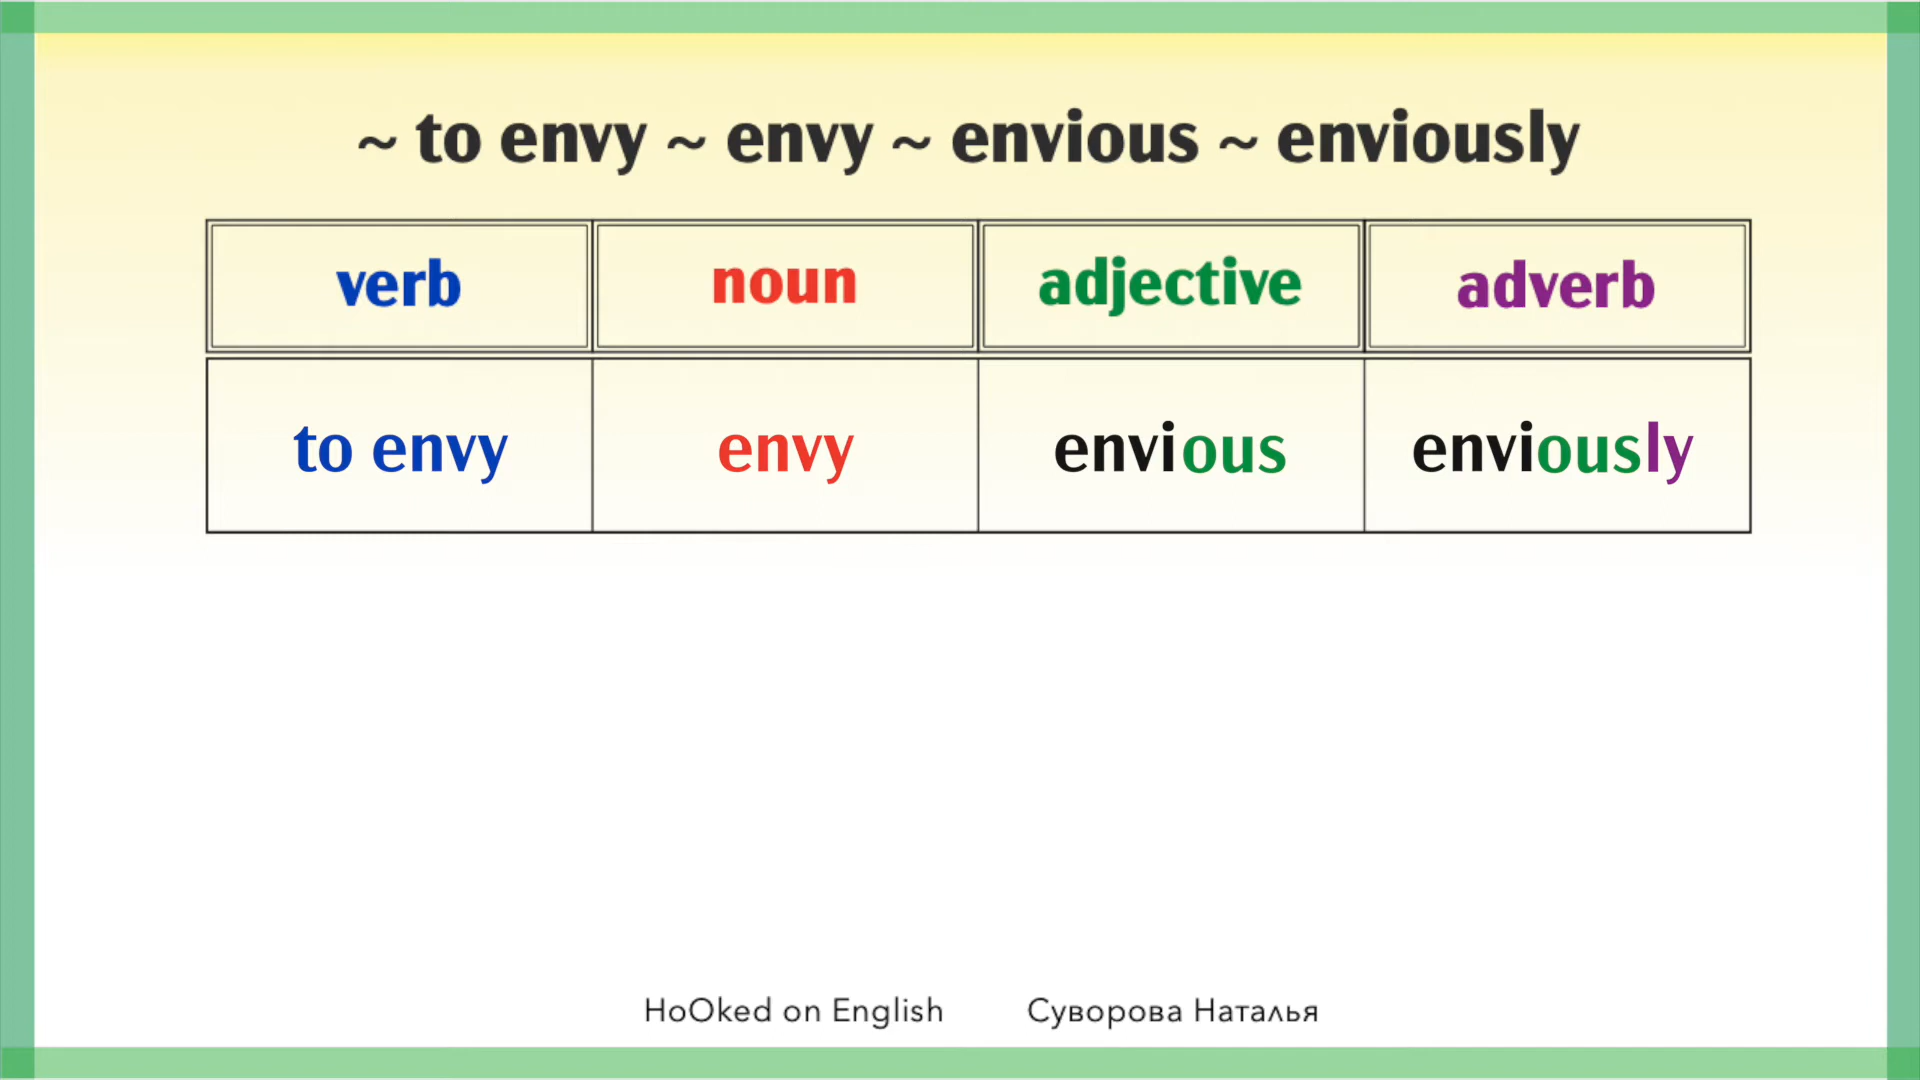 ~ to envy ~ envy ~ envious ~ enviously
verb noun adjective adverb
to envy envy envious enviously
HoOked on English Суворова Наталья